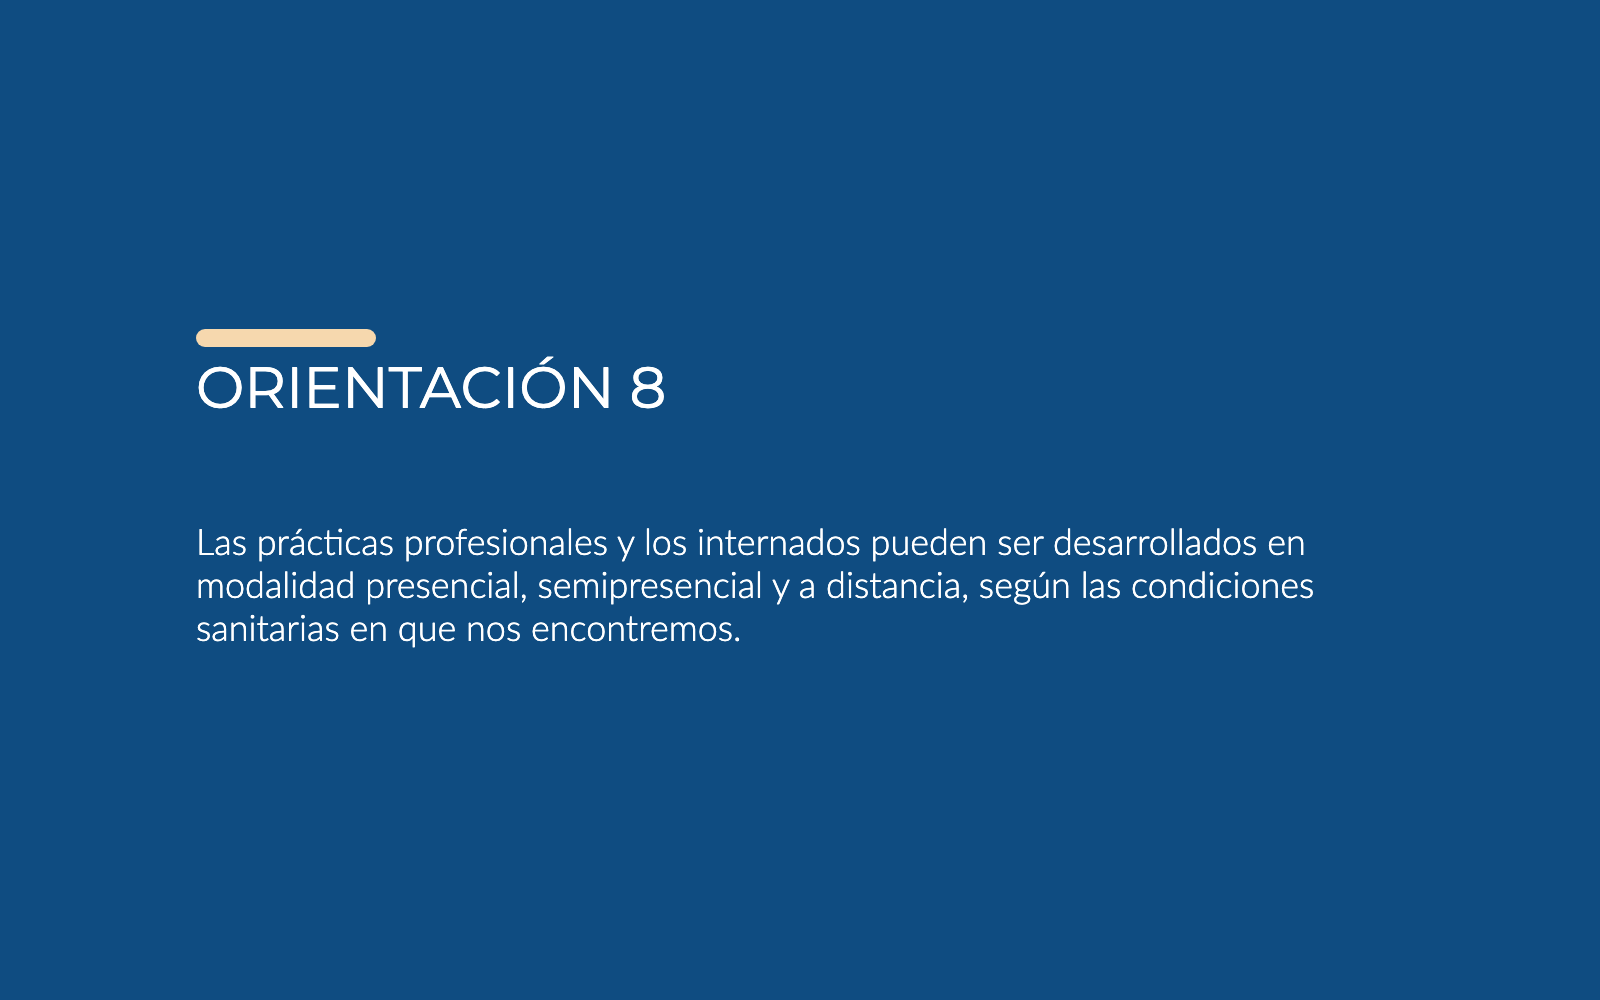 ORIENTACIÓN 8
Las prácticas profesionales y los internados pueden ser desarrollados en
modalidad presencial, semipresencial y a distancia, según las condiciones
sanitarias en que nos encontremos.